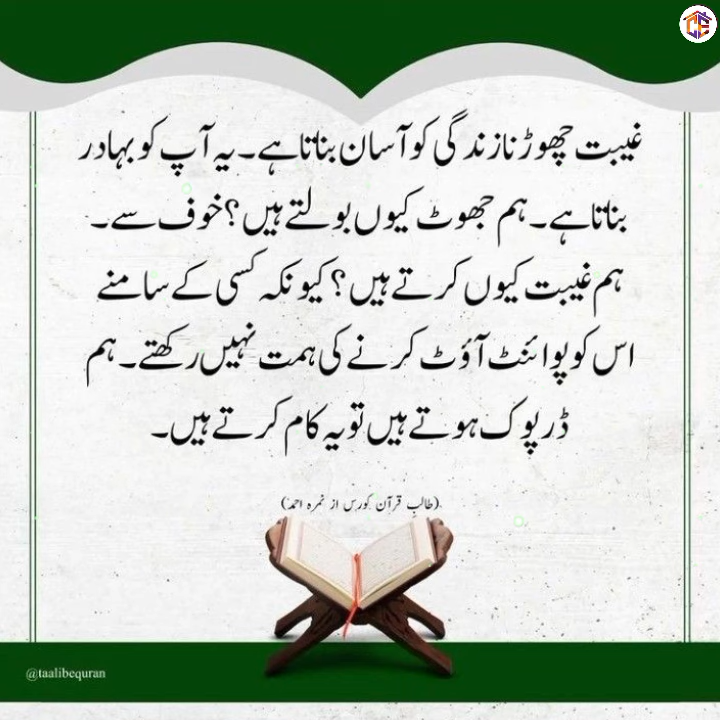 غیبت چھوڑنا زندگی کو آسان بناتا ہے۔ یہ آپ کو بہادر
بناتا ہے۔ ہم جھوٹ کیوں بولتے ہیں؟ خوف سے۔
ہم غیبت کیوں کرتے ہیں؟ کیونکہ کسی کے سامنے
اس کو پوائنٹ آؤٹ کرنے کی ہمت نہیں رکھتے۔ ہم
ڈرپوک ہوتے ہیں تو یہ کام کرتے ہیں۔
(طالب قرآن کورس از نمرہ احمد)
@taalibequran